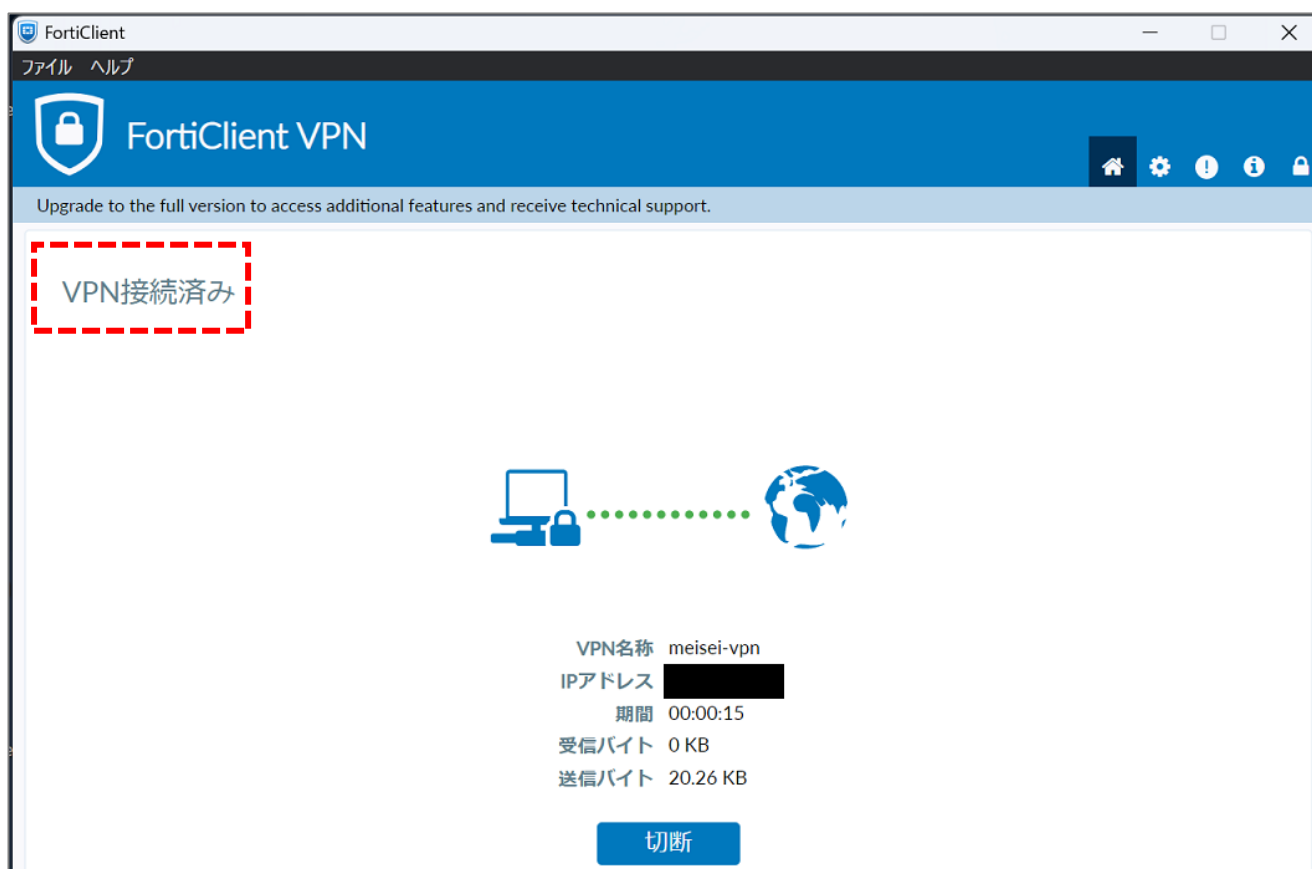 FortiClient
ファイル ヘルプ
FortiClient VPN
Upgrade to the full version to access additional features and receive technical support.
VPN接続済み
VPN名称 meisei-vpn
IPアドレス
期間 00:00:15
受信バイト 0 KB
送信バイト 20.26 KB
切断